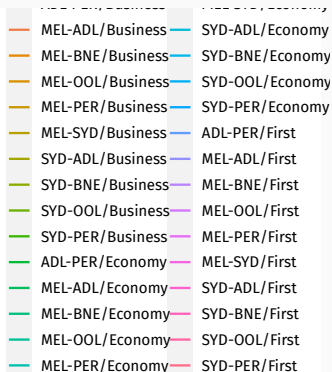 MEL-ADL/Business
MEL-BNE/Business
MEL-OOL/Business
MEL-PER/Business
MEL-SYD/Business
SYD-ADL/Business
SYD-BNE/Business
SYD-OOL/Business
SYD-PER/Business
ADL-PER/Economy
MEL-ADL/Economy
MEL-BNE/Economy
MEL-OOL/Economy
MEL-PER/Economy
SYD-ADL/Economy
SYD-BNE/Economy
SYD-OOL/Economy
SYD-PER/Economy
ADL-PER/First
MEL-ADL/First
MEL-BNE/First
MEL-OOL/First
MEL-PER/First
MEL-SYD/First
SYD-ADL/First
SYD-BNE/First
SYD-OOL/First
SYD-PER/First